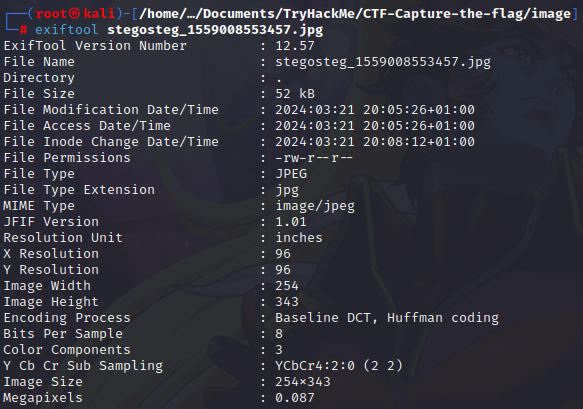 ┌──(root㉿kali)-[/home/…/Documents/TryHackMe/CTF-Capture-the-flag/image]
└─# exiftool stegosteg_1559008553457.jpg
ExifTool Version Number         : 12.57
File Name                       : stegosteg_1559008553457.jpg
Directory                       : .
File Size                       : 52 kB
File Modification Date/Time     : 2024:03:21 20:05:26+01:00
File Access Date/Time           : 2024:03:21 20:05:26+01:00
File Inode Change Date/Time     : 2024:03:21 20:08:12+01:00
File Permissions                : -rw-r--r--
File Type                       : JPEG
File Type Extension             : jpg
MIME Type                       : image/jpeg
JFIF Version                    : 1.01
Resolution Unit                 : inches
X Resolution                    : 96
Y Resolution                    : 96
Image Width                     : 254
Image Height                    : 343
Encoding Process                : Baseline DCT, Huffman coding
Bits Per Sample                 : 8
Color Components                : 3
Y Cb Cr Sub Sampling            : YCbCr4:2:0 (2 2)
Image Size                      : 254×343
Megapixels                      : 0.087